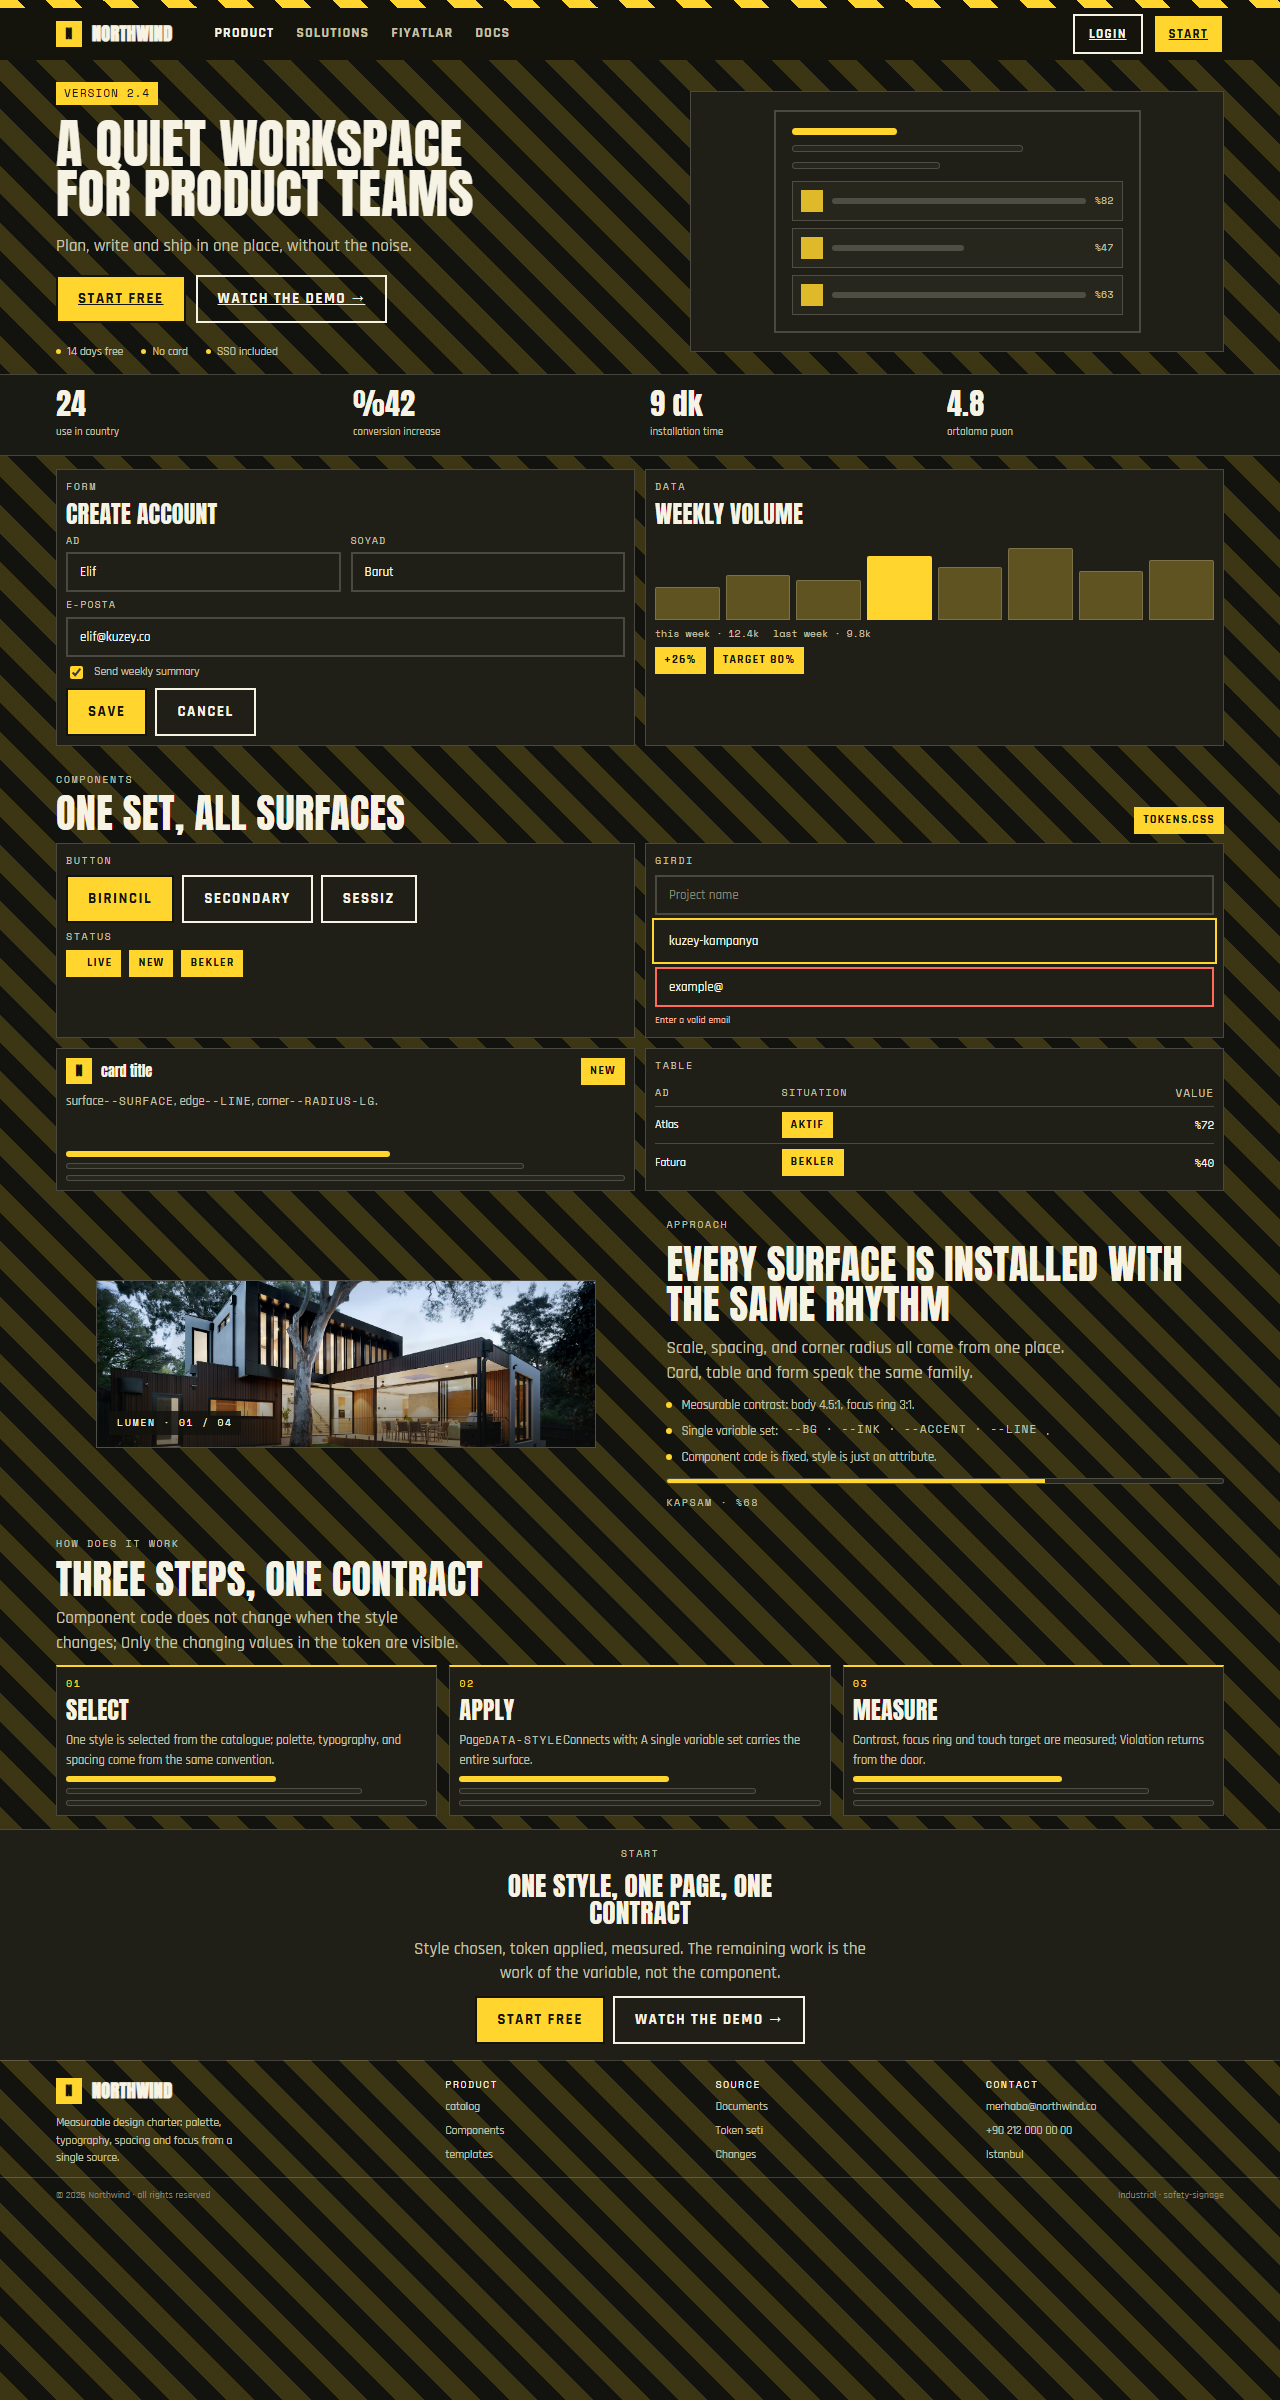 NORTHWIND
PRODUCT
SOLUTIONS
FIYATLAR
DOCS
LOGIN
START
VERSION 2.4
A QUIET WORKSPACE
FOR PRODUCT TEAMS
Plan, write and ship in one place, without the noise.
START FREE
WATCH THE DEMO →
14 days free
No card
SSO included
%82
%47
%63
24
use in country
%42
conversion increase
9 dk
installation time
4.8
ortalama puan
FORM
CREATE ACCOUNT
AD
SOYAD
Elif
Barut
E-POSTA
elif@kuzey.co
Send weekly summary
SAVE
CANCEL
DATA
WEEKLY VOLUME
this week · 12.4k last week · 9.8k
+26%
TARGET 80%
COMPONENTS
ONE SET, ALL SURFACES
TOKENS.CSS
BUTTON
BIRINCIL
SECONDARY
SESSIZ
STATUS
LIVE
NEW
BEKLER
GIRDI
Project name
kuzey-kampanya
example@
Enter a valid email
card title
NEW
surface--SURFACE, edge--LINE, corner--RADIUS-LG.
TABLE
AD
SITUATION
VALUE
Atlas
AKTIF
%72
Fatura
BEKLER
%40
LUMEN · 01 / 04
APPROACH
EVERY SURFACE IS INSTALLED WITH
THE SAME RHYTHM
Scale, spacing, and corner radius all come from one place.
Card, table and form speak the same family.
Measurable contrast: body 4.5:1, focus ring 3:1.
Single variable set: --BG · --INK · --ACCENT · --LINE .
Component code is fixed, style is just an attribute.
KAPSAM · %68
HOW DOES IT WORK
THREE STEPS, ONE CONTRACT
Component code does not change when the style
changes; Only the changing values in the token are visible.
01
SELECT
One style is selected from the catalogue; palette, typography, and
spacing come from the same convention.
02
APPLY
PageDATA-STYLEConnects with; A single variable set carries the
entire surface.
03
MEASURE
Contrast, focus ring and touch target are measured; Violation returns
from the door.
START
ONE STYLE, ONE PAGE, ONE
CONTRACT
Style chosen, token applied, measured. The remaining work is the
work of the variable, not the component.
START FREE
WATCH THE DEMO →
NORTHWIND
Measurable design charter: palette,
typography, spacing and focus from a
single source.
PRODUCT
catalog
Components
templates
SOURCE
Documents
Token seti
Changes
CONTACT
merhaba@northwind.co
+90 212 000 00 00
Istanbul
© 2026 Northwind · all rights reserved
Industrial · safety-signage